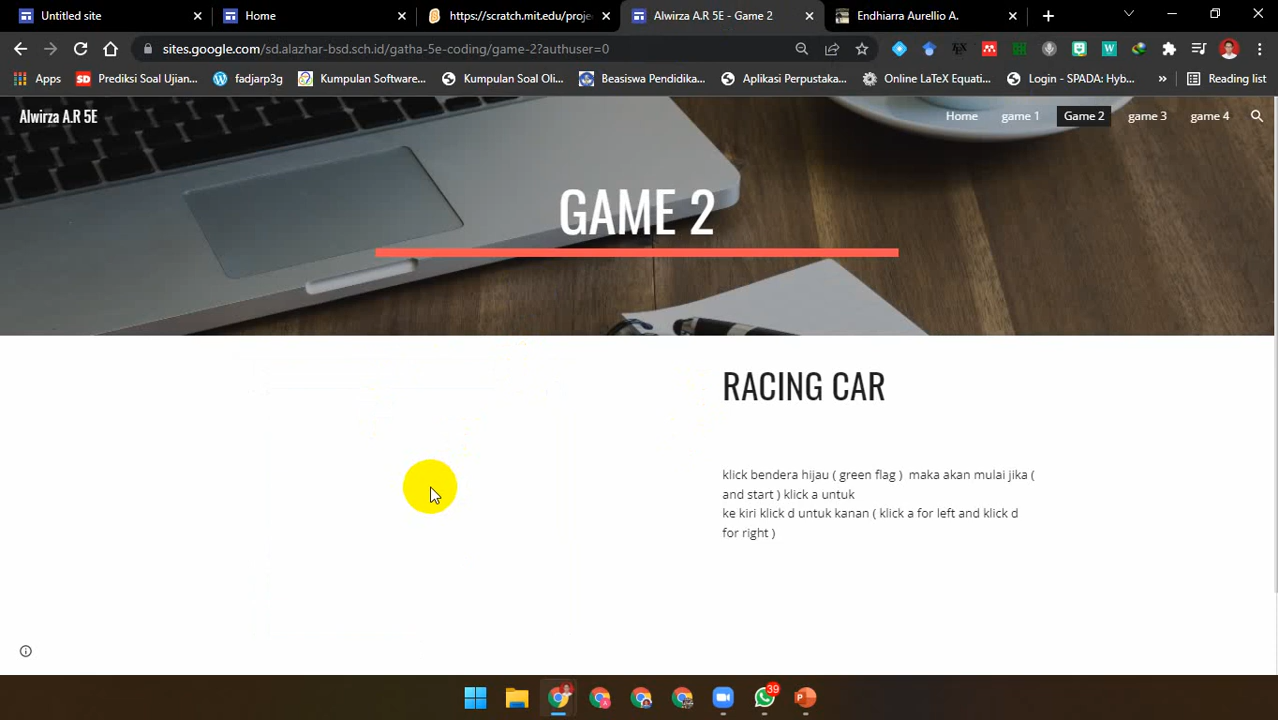 Untitled site
Home
https://scratch.mit.edu/proje
Alwirza A.R 5E - Game 2
Endhiarra Aurellio A.
sites.google.com/sd.alazhar-bsd.sch.id/gatha-5e-coding/game-2?authuser=0
Apps
Prediksi Soal Ujian...
fadjarp3g
Kumpulan Software...
Kumpulan Soal Oli...
Beasiswa Pendidika...
Aplikasi Perpustaka...
Online LaTeX Equati...
Login - SPADA: Hyb...
»
Reading list
Alwirza A.R 5E
Home
game 1
Game 2
game 3
game 4
GAME 2
RACING CAR
klick bendera hijau ( green flag ) maka akan mulai jika (
and start ) klick a untuk
ke kiri klick d untuk kanan ( klick a for left and klick d
for right )
39